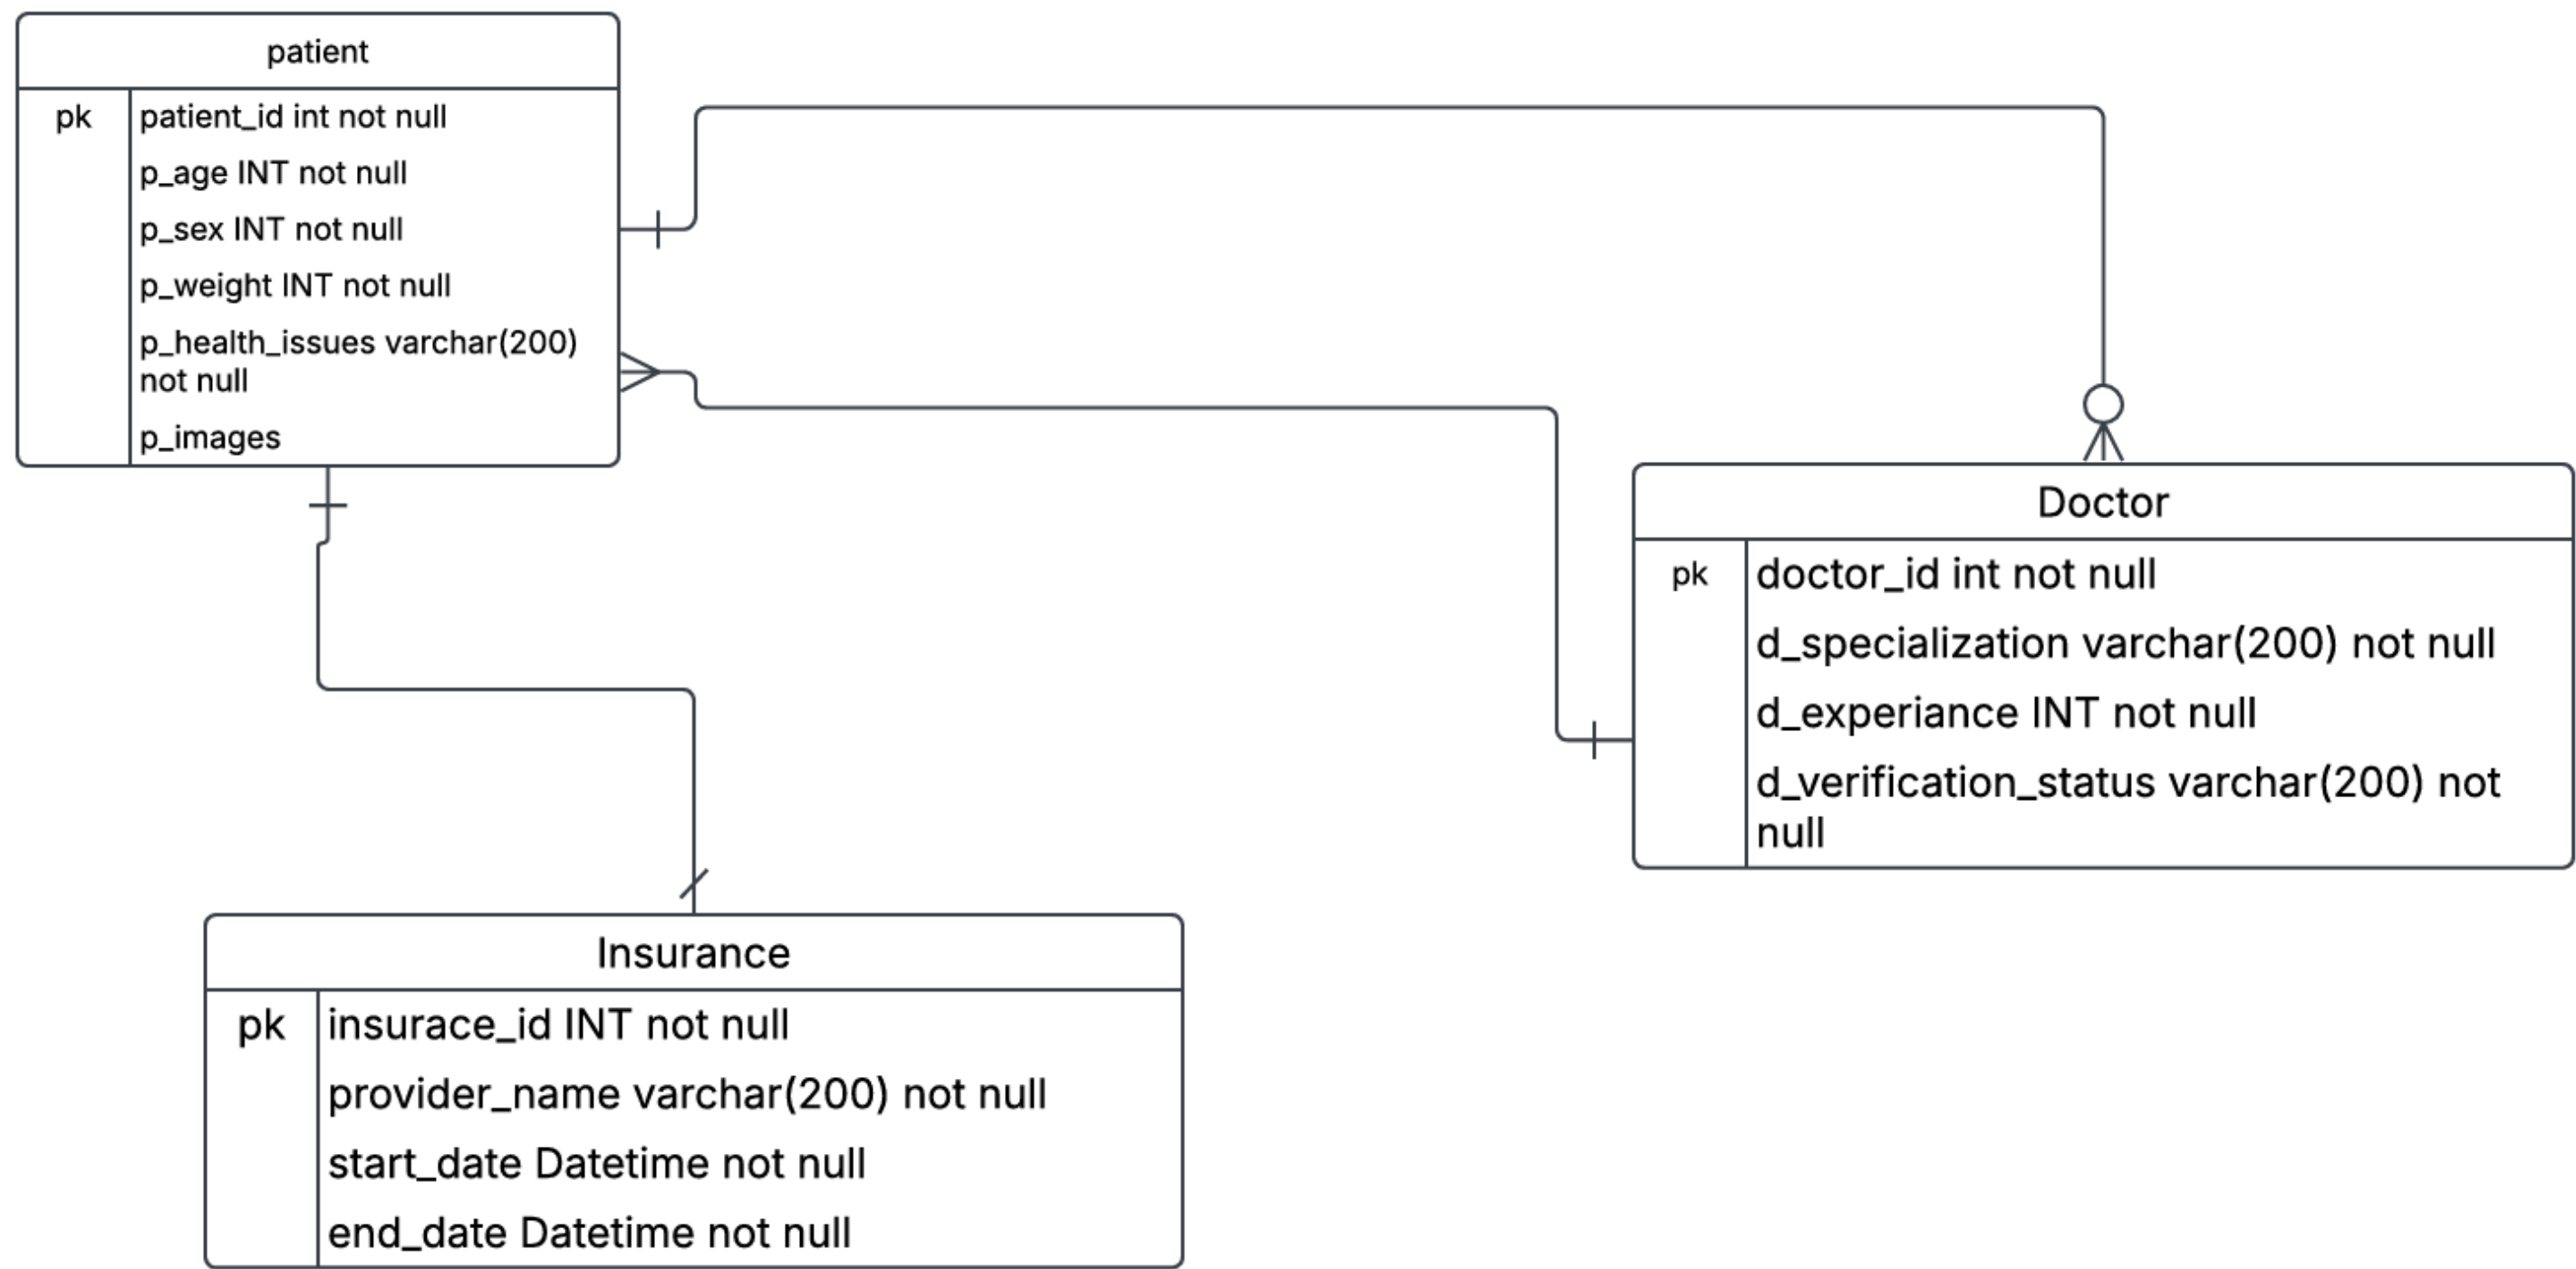 patient
pk patient_id int not null
p_age INT not null
p_sex INT not null
p_weight INT not null
p_health_issues varchar(200)
not null
p_images
Doctor
pk doctor_id int not null
d_specialization varchar(200) not null
d_experiance INT not null
d_verification_status varchar(200) not
null
Insurance
pk insurace_id INT not null
provider_name varchar(200) not null
start_date Datetime not null
end_date Datetime not null